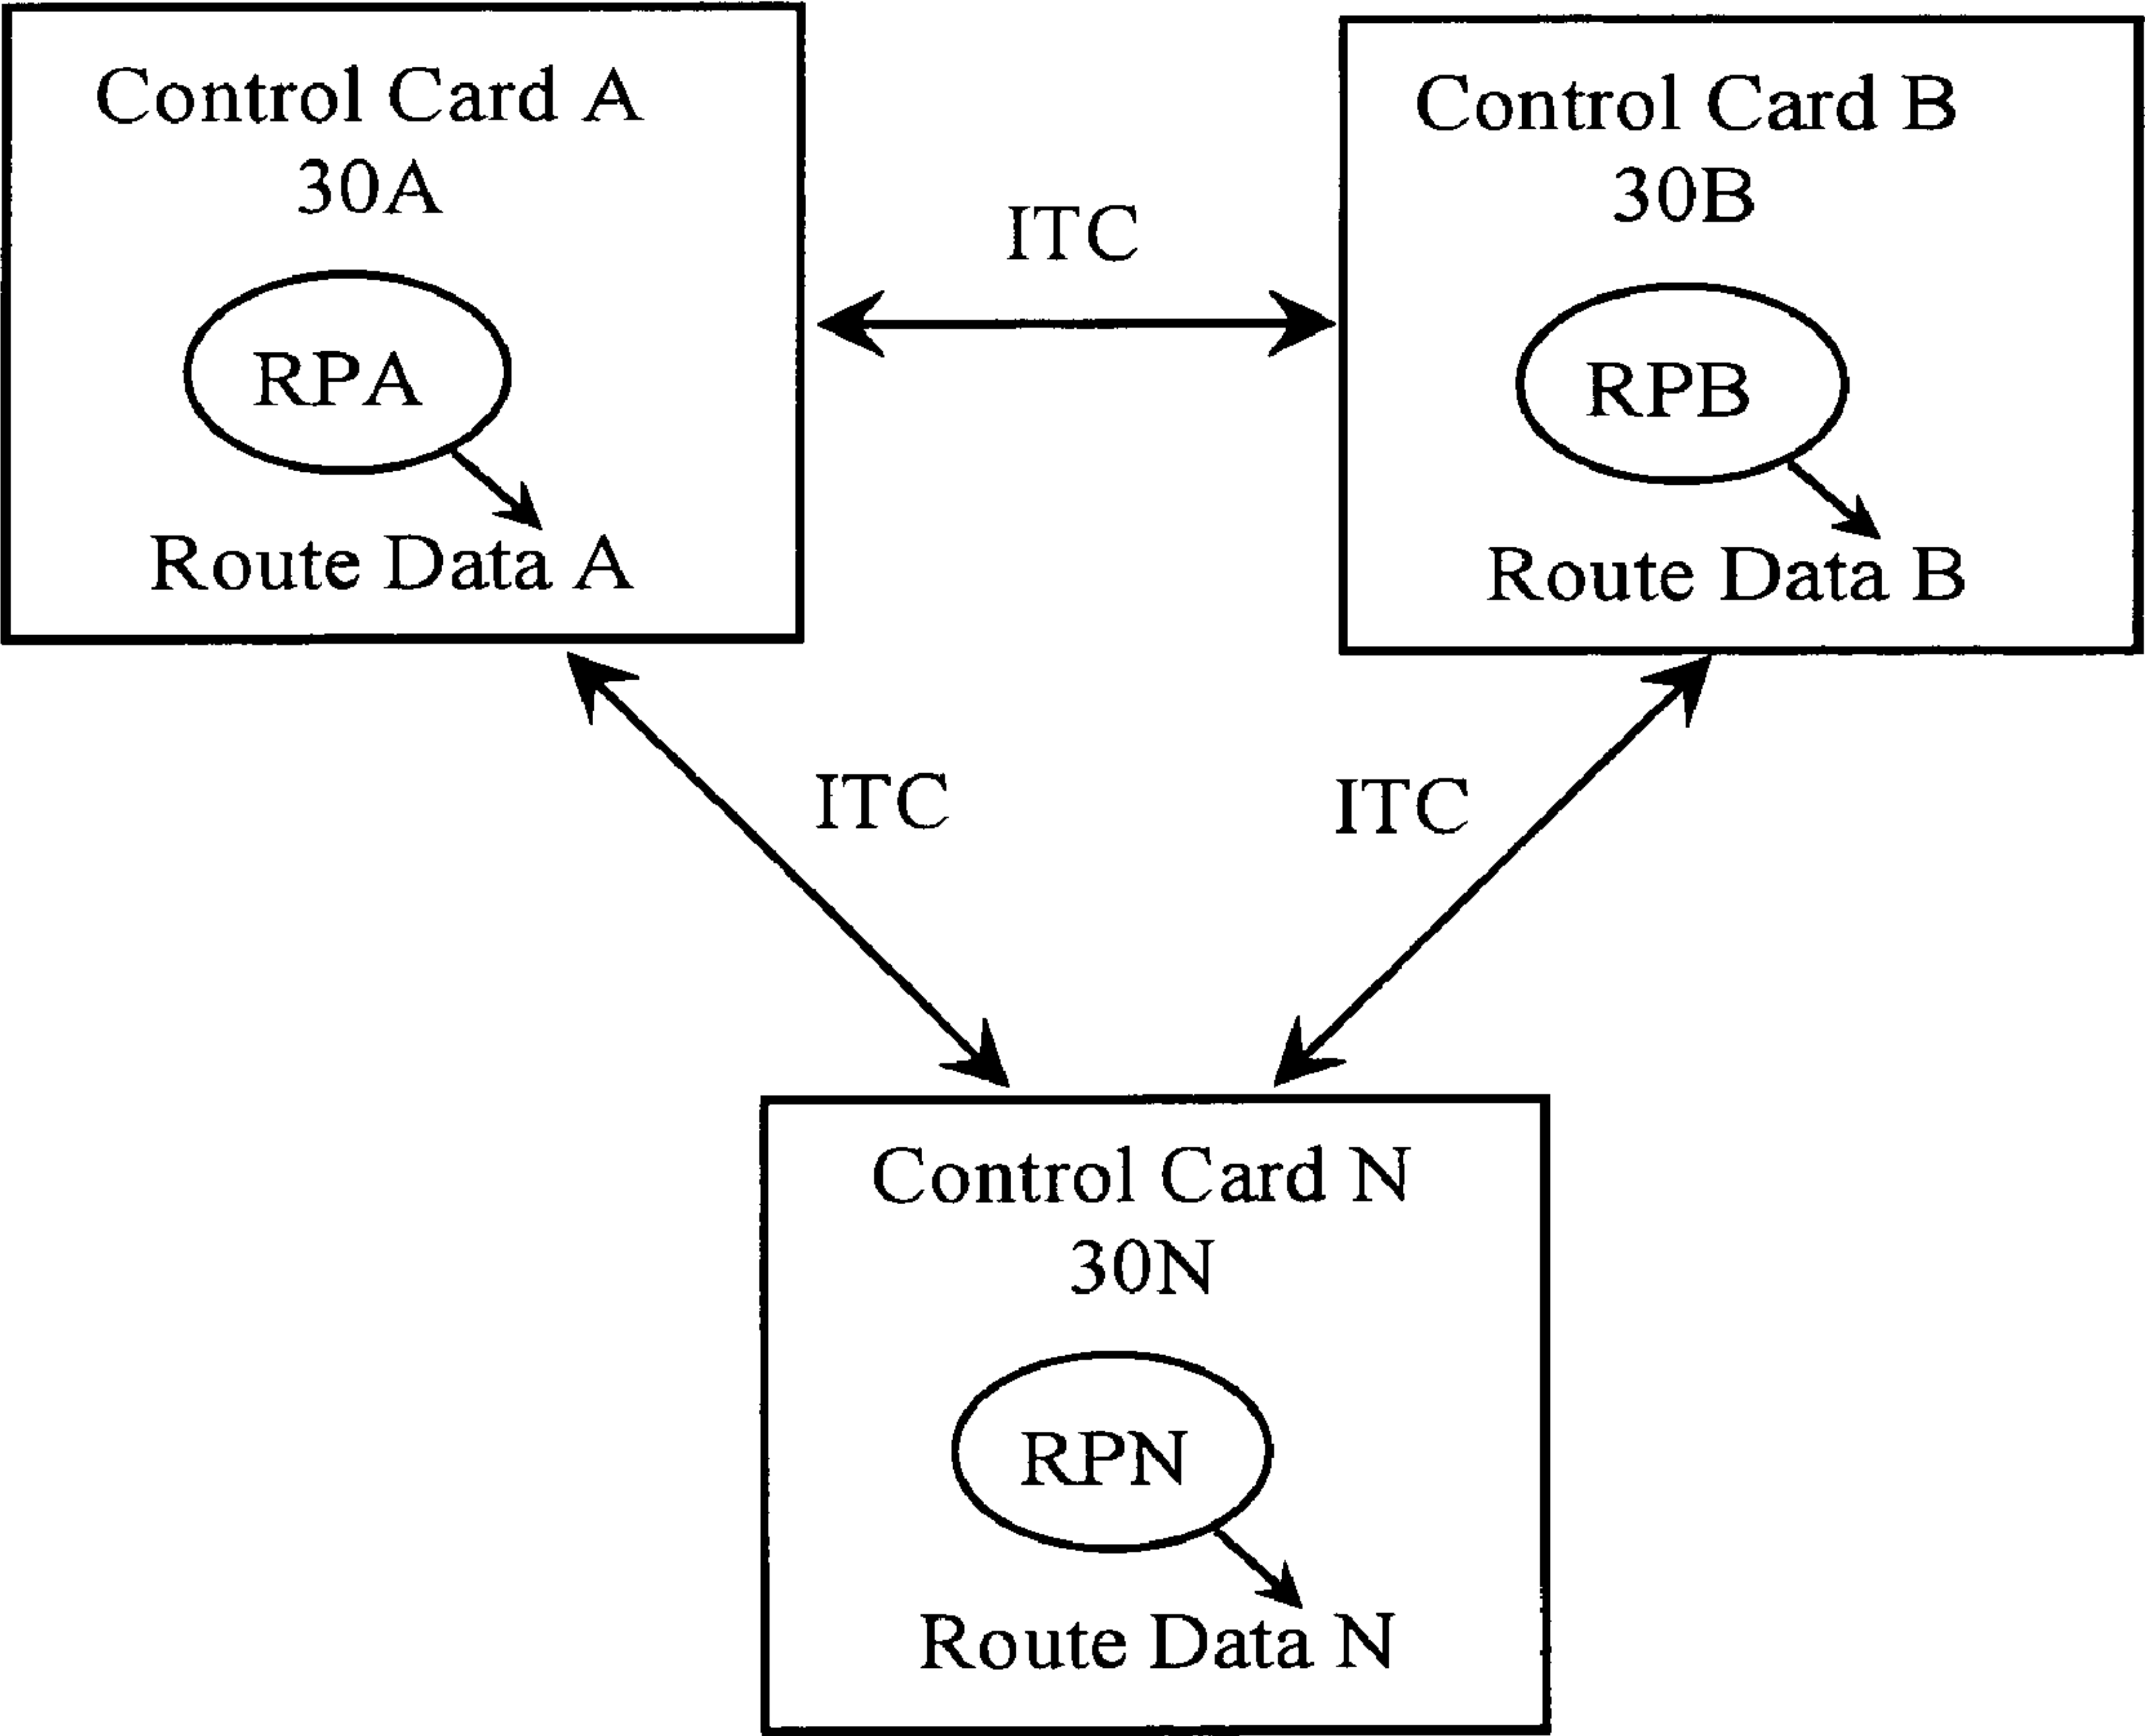 Control Card A
30A
RPA
Route Data A
ITC
Control Card B
30B
RPB
Route Data B
ITC
ITC
Control Card N
30N
RPN
Route Data N